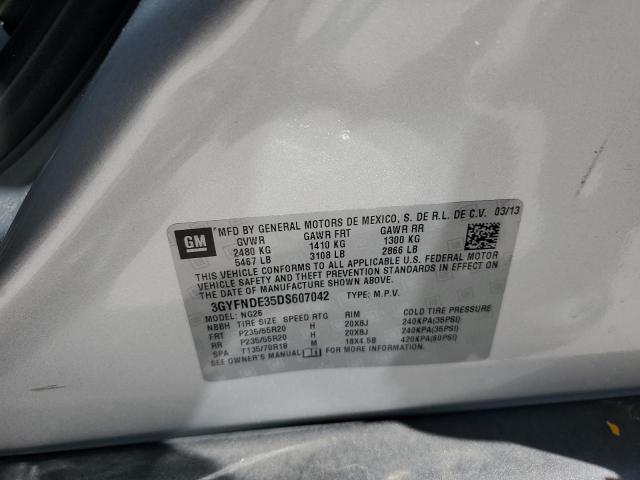 GM
MFD BY GENERAL MOTORS DE MEXICO, S. DE R.L. DE C.V. 03/13
GVWR GAWR FRT GAWR RR
2480 KG 1410 KG 1300 KG
5467 LB 3108 LB 2866 LB
THIS VEHICLE CONFORMS TO ALL APPLICABLE U.S. FEDERAL MOTOR
VEHICLE SAFETY AND THEFT PREVENTION STANDARDS IN EFFECT ON
THE DATE OF MANUFACTURE SHOWN ABOVE.
3GYFNDE35DS607042 TYPE: M.P.V.
MODEL: NG26
NBBH TIRE SIZE SPEED RTG RIM COLD TIRE PRESSURE
FRT P235/55R20 H 20X8J 240KPA(35PSI)
RR P235/55R20 H 20X8J 240KPA(35PSI)
SPA T135/70R18 M 18X4.5B 420KPA(60PSI)
SEE OWNER'S MANUAL FOR MORE INFORMATION.